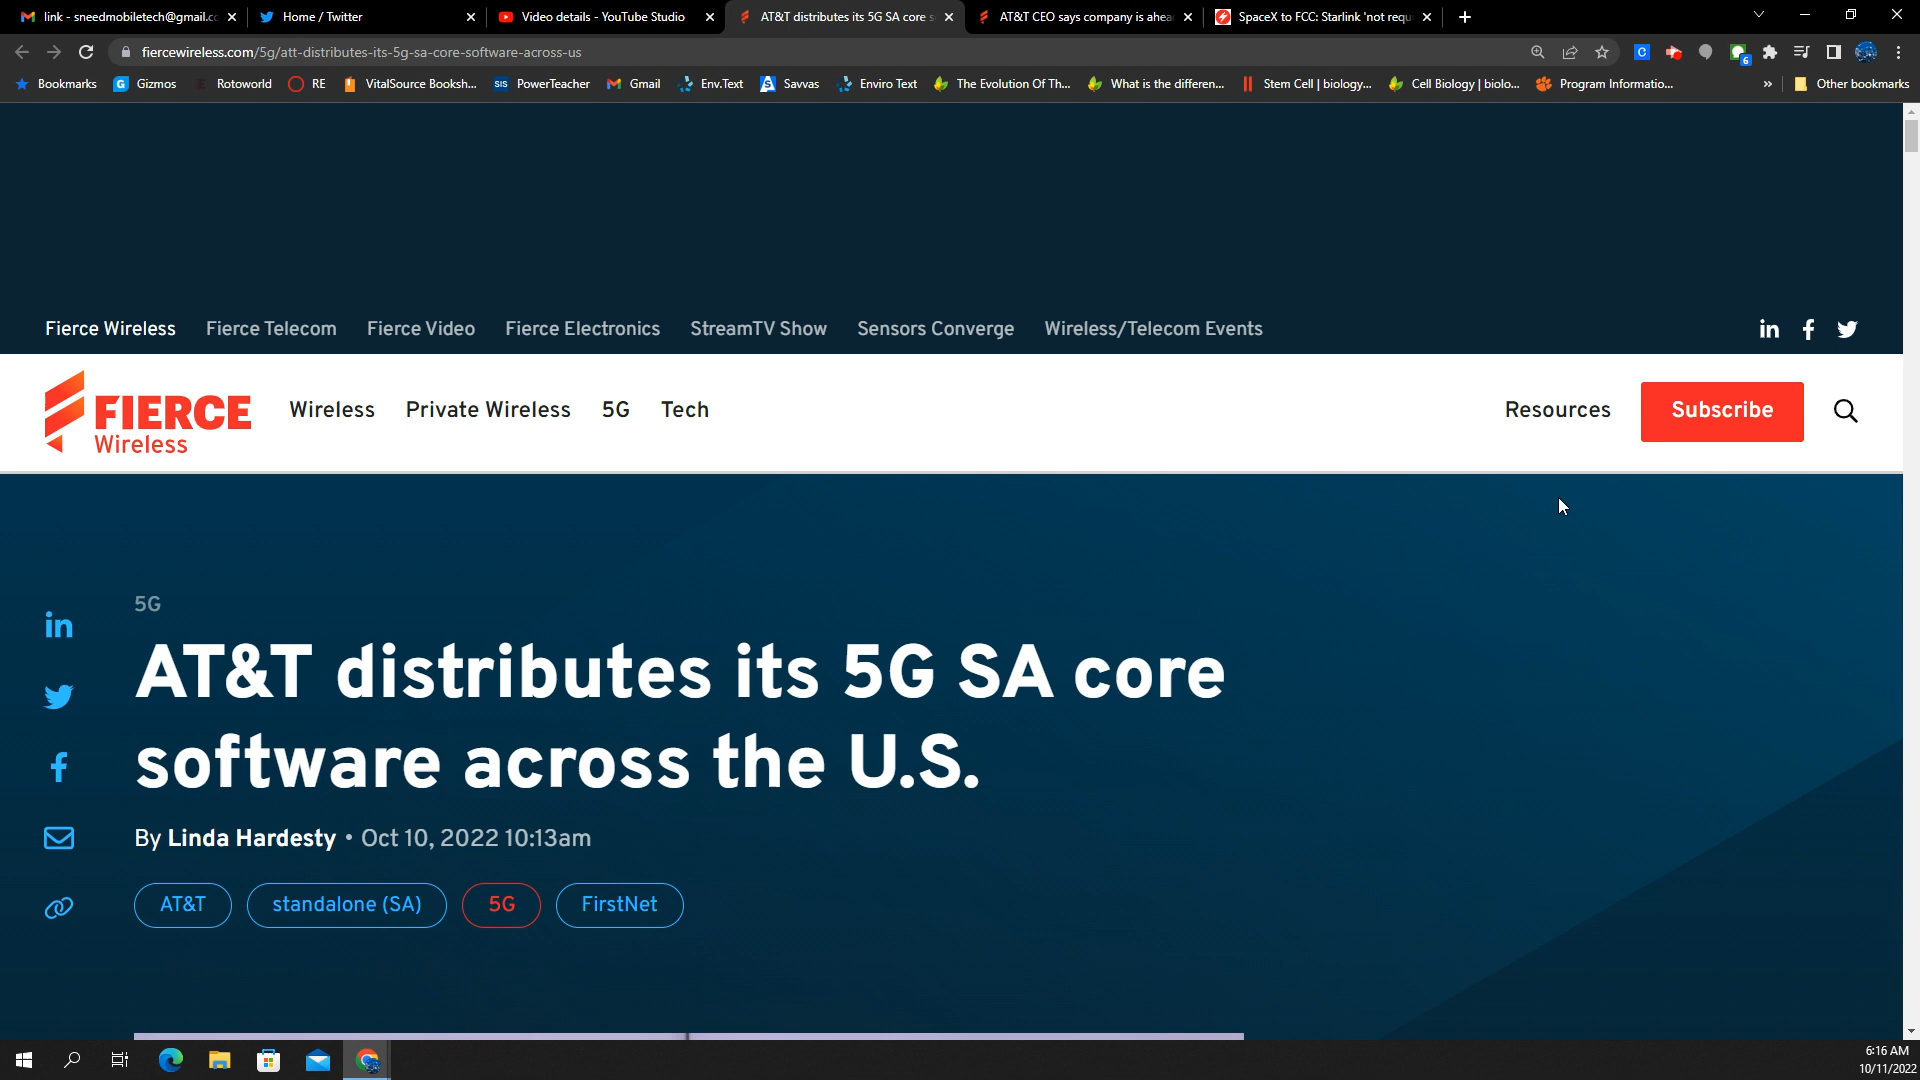 link - sneedmobiletech@gmail.cc
Home / Twitter
Video details - YouTube Studio
AT&T distributes its 5G SA core s
AT&T CEO says company is ahea
SpaceX to FCC: Starlink 'not requ
fiercewireless.com/5g/att-distributes-its-5g-sa-core-software-across-us
6
Bookmarks
Gizmos
Rotoworld
RE
VitalSource Booksh...
SIS PowerTeacher
Gmail
Env.Text
Savvas
Enviro Text
The Evolution Of Th...
What is the differen...
Stem Cell | biology...
Cell Biology | biolo...
Program Informatio...
»
Other bookmarks
Fierce Wireless
Fierce Telecom
Fierce Video
Fierce Electronics
StreamTV Show
Sensors Converge
Wireless/Telecom Events
FIERCE
Wireless
Wireless
Private Wireless
5G
Tech
Resources
Subscribe
5G
AT&T distributes its 5G SA core
software across the U.S.
By Linda Hardesty • Oct 10, 2022 10:13am
AT&T
standalone (SA)
5G
FirstNet
6:16 AM
10/11/2022